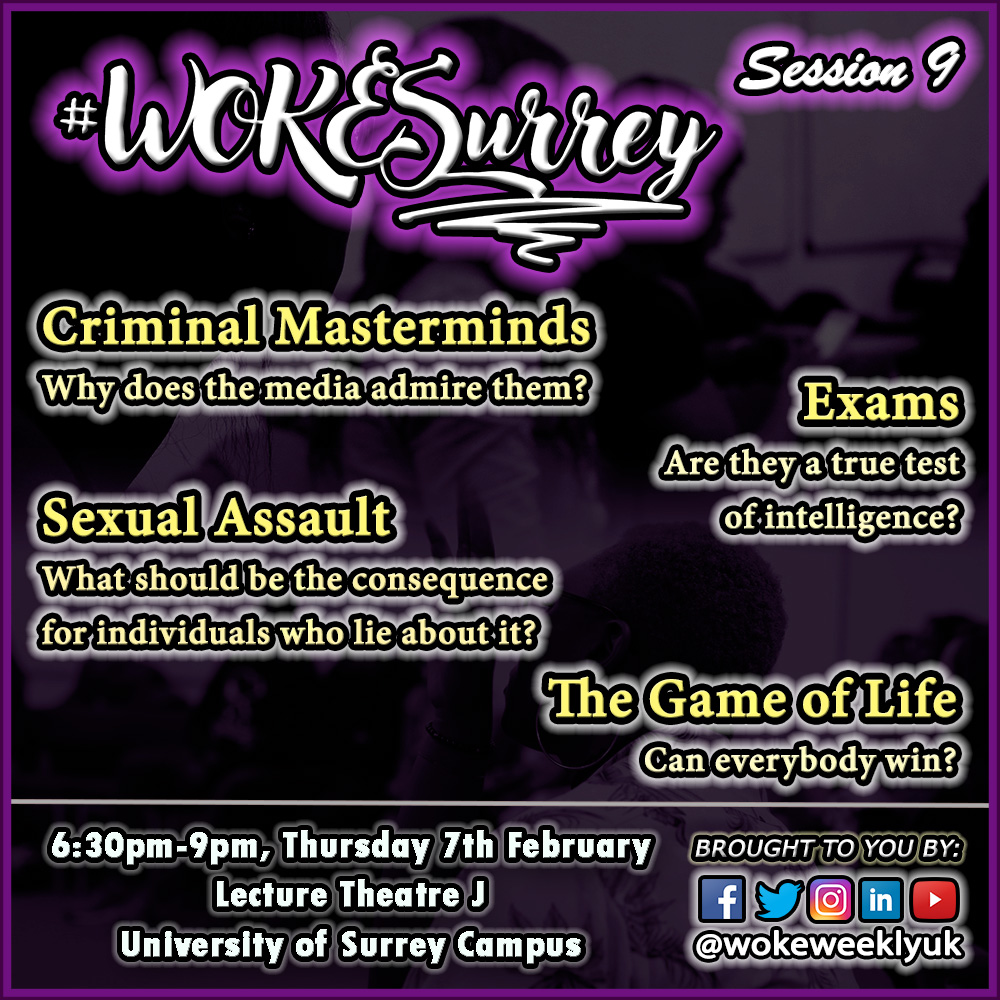 #WOKESurrey
Session 9
Criminal Masterminds
Why does the media admire them?
Exams
Are they a true test
of intelligence?
Sexual Assault
What should be the consequence
for individuals who lie about it?
The Game of Life
Can everybody win?
6:30pm-9pm, Thursday 7th February
Lecture Theatre J
University of Surrey Campus
BROUGHT TO YOU BY:
f in
@wokeweeklyuk